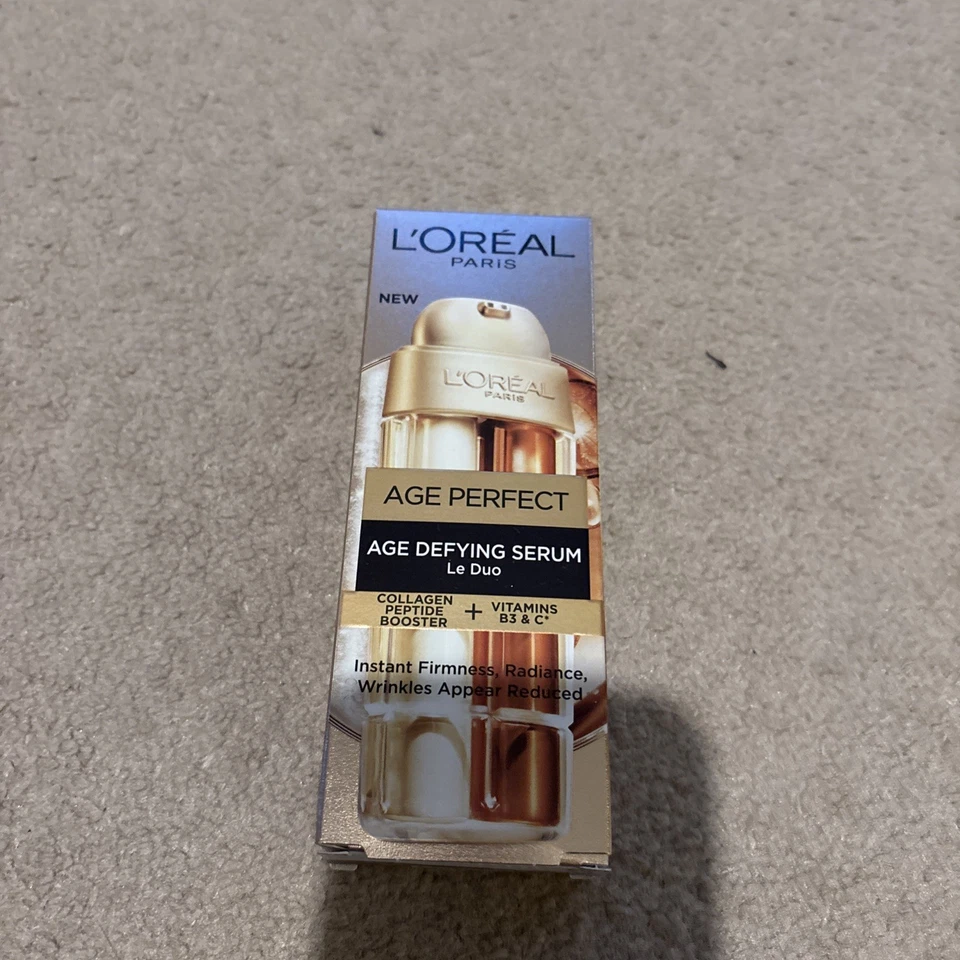 L'ORÉAL
PARIS
NEW
L'ORÉAL
PARIS
AGE PERFECT
AGE DEFYING SERUM
Le Duo
COLLAGEN
PEPTIDE
BOOSTER
+
VITAMINS
B3 & C*
Instant Firmness, Radiance,
Wrinkles Appear Reduced